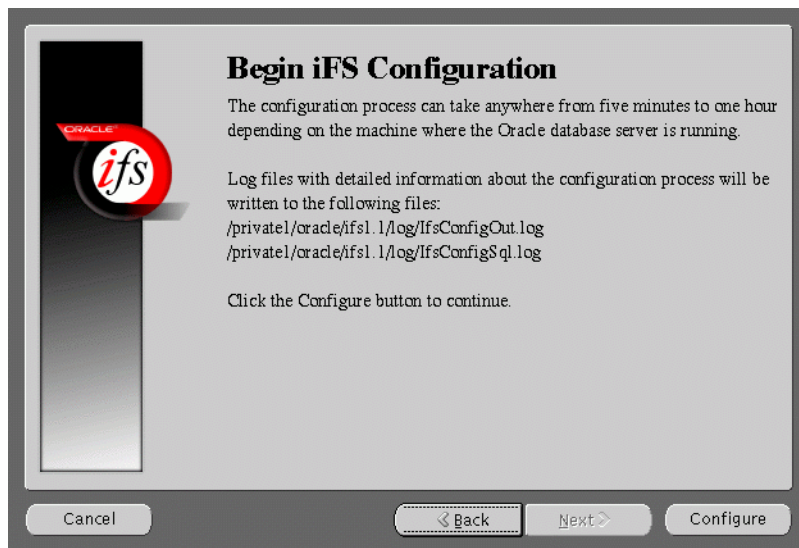 Begin iFS Configuration
The configuration process can take anywhere from five minutes to one hour
depending on the machine where the Oracle database server is running.
Log files with detailed information about the configuration process will be
written to the following files:
/private1/oracle/ifs1.1/log/IfsConfigOut.log
/private1/oracle/ifs1.1/log/IfsConfigSql.log
Click the Configure button to continue.
ORACLE
ifs
Cancel
Back
Next
Configure